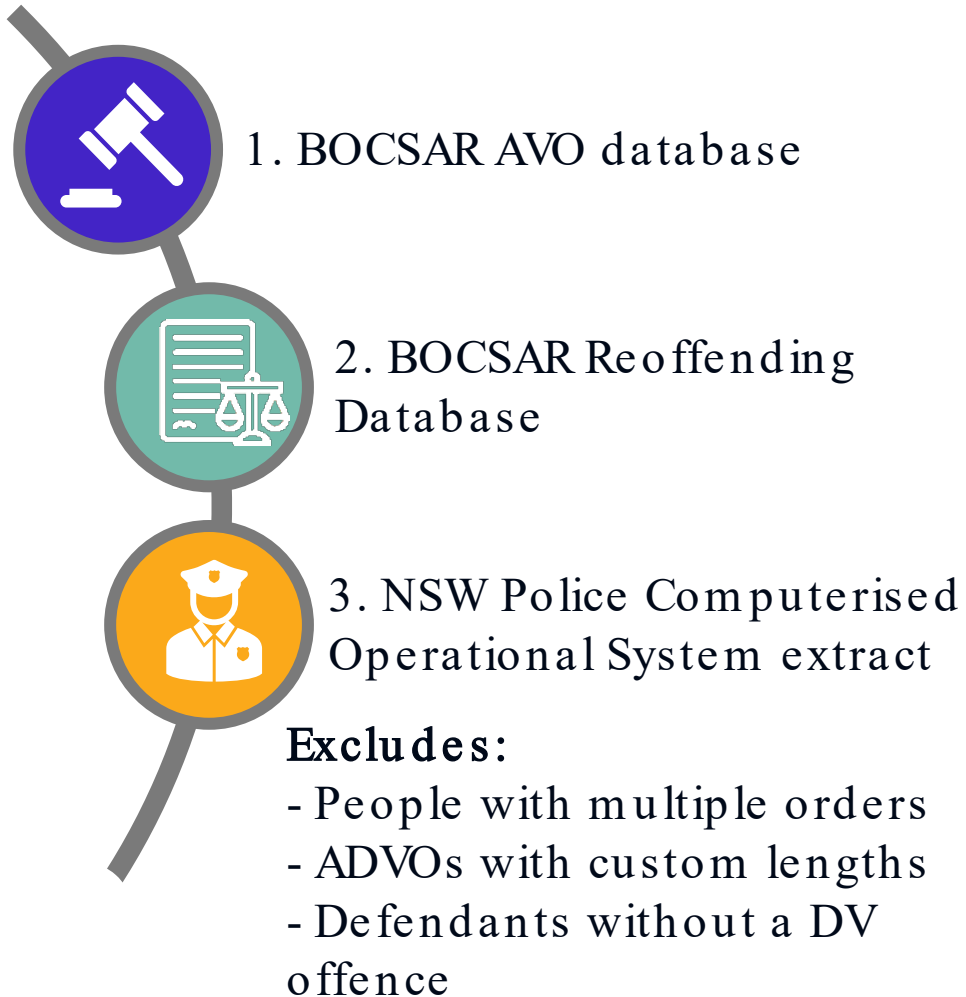 1. BOCSAR AVO database
2. BOCSAR Reoffending
Database
3. NSW Police Computerised
Operational System extract
Excludes:
- People with multiple orders
- ADVOs with custom lengths
- Defendants without a DV
offence